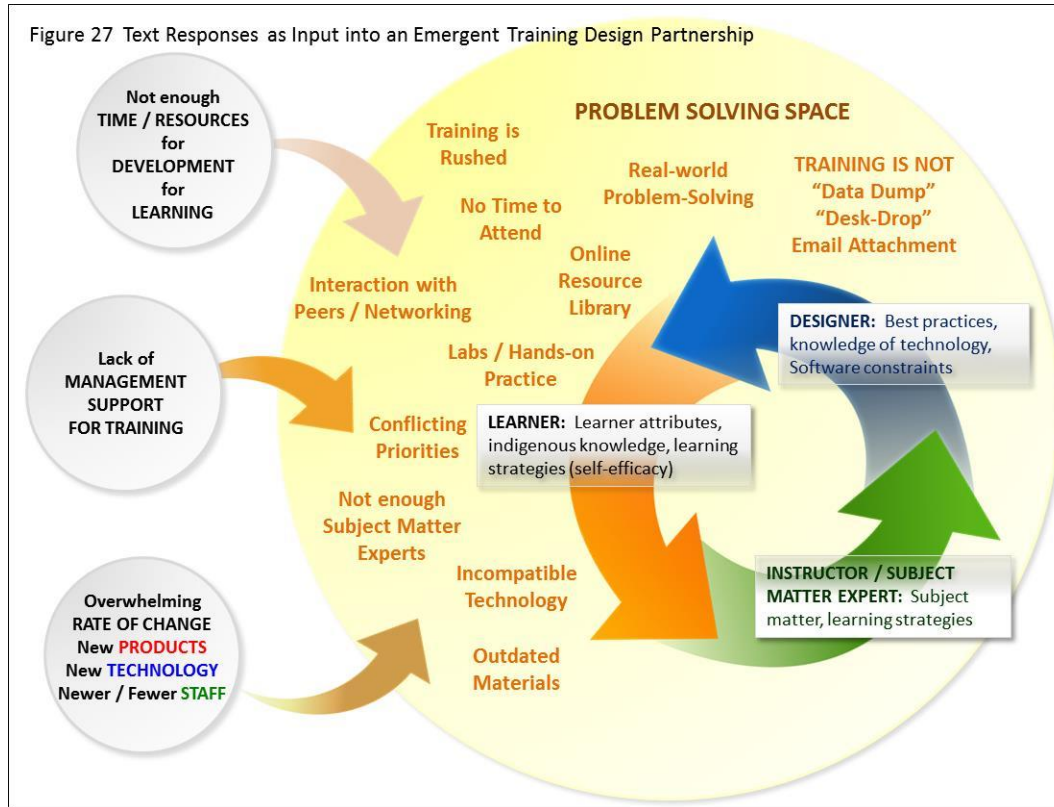 Figure 27 Text Responses as Input into an Emergent Training Design Partnership
Not enough
TIME / RESOURCES
for
DEVELOPMENT
for
LEARNING
Lack of
MANAGEMENT
SUPPORT
FOR TRAINING
Overwhelming
RATE OF CHANGE
New PRODUCTS
New TECHNOLOGY
Newer / Fewer STAFF
PROBLEM SOLVING SPACE
Training is
Rushed
Real-world
Problem-Solving
TRAINING IS NOT
“Data Dump”
“Desk-Drop”
Email Attachment
No Time to
Attend
Online
Resource
Library
Interaction with
Peers / Networking
Labs / Hands-on
Practice
Conflicting
Priorities
Not enough
Subject Matter
Experts
Incompatible
Technology
Outdated
Materials
DESIGNER: Best practices,
knowledge of technology,
Software constraints
LEARNER: Learner attributes,
indigenous knowledge, learning
strategies (self-efficacy)
INSTRUCTOR / SUBJECT
MATTER EXPERT: Subject
matter, learning strategies